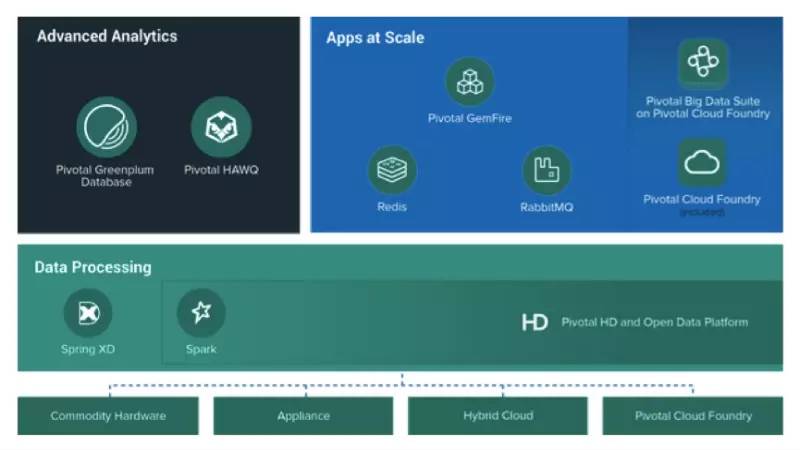 Advanced Analytics
Pivotal Greenplum
Database
Pivotal HAWQ
Apps at Scale
Pivotal GemFire
Redis
RabbitMQ
Pivotal Big Data Suite
on Pivotal Cloud Foundry
Pivotal Cloud Foundry
(included)
Data Processing
Spring XD
Spark
HD Pivotal HD and Open Data Platform
Commodity Hardware
Appliance
Hybrid Cloud
Pivotal Cloud Foundry